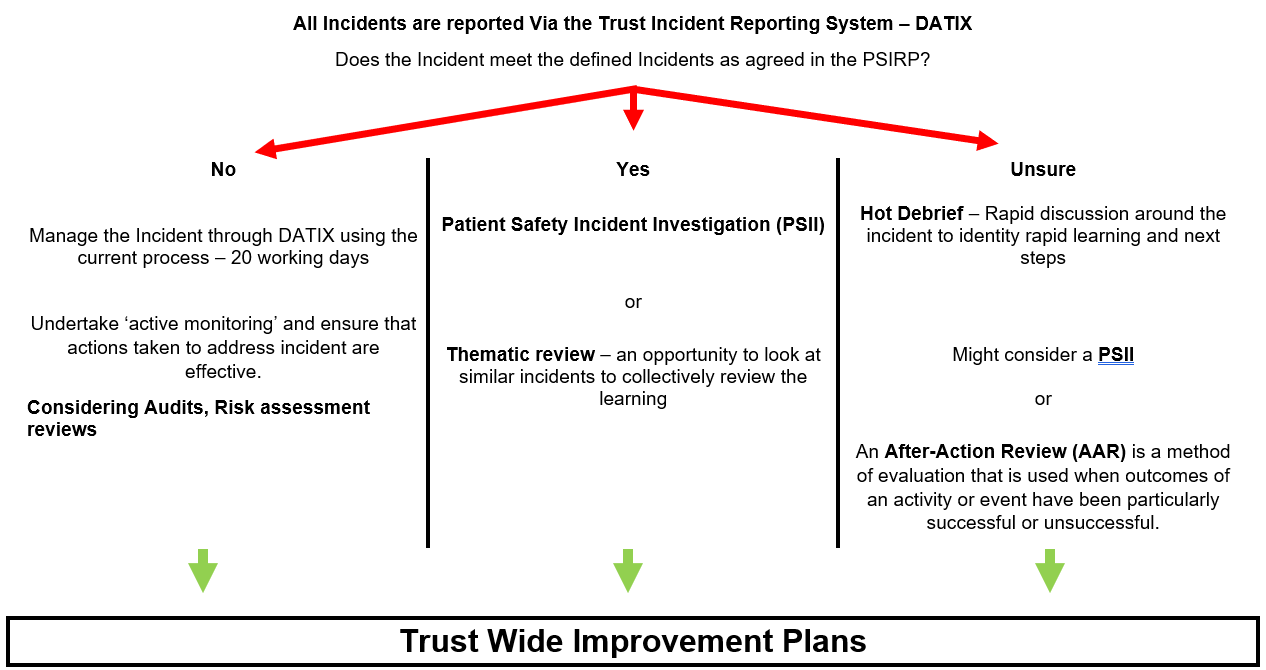 All Incidents are reported Via the Trust Incident Reporting System – DATIX
Does the Incident meet the defined Incidents as agreed in the PSIRP?
No
Manage the Incident through DATIX using the
current process – 20 working days
Undertake ‘active monitoring’ and ensure that
actions taken to address incident are
effective.
Considering Audits, Risk assessment
reviews
Yes
Patient Safety Incident Investigation (PSII)
or
Thematic review – an opportunity to look at
similar incidents to collectively review the
learning
Unsure
Hot Debrief – Rapid discussion around the
incident to identity rapid learning and next
steps
Might consider a PSII
or
An After-Action Review (AAR) is a method
of evaluation that is used when outcomes of
an activity or event have been particularly
successful or unsuccessful.
Trust Wide Improvement Plans